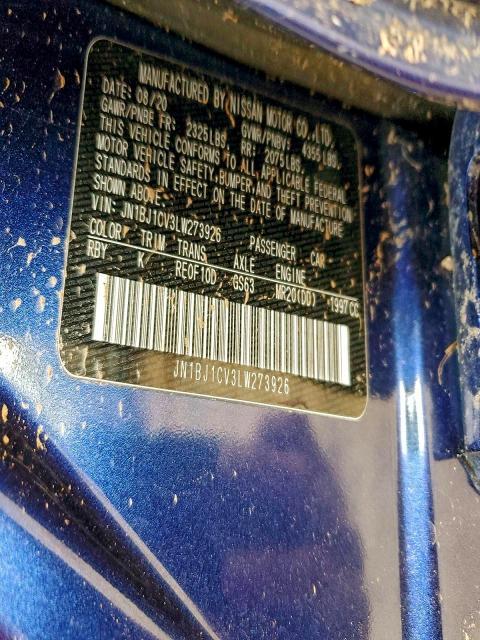 MANUFACTURED BY NISSAN MOTOR CO.,LTD.
DATE: 08/20 GVWR/PNBV: 4355 LBS.
GAWR/PNBE FR: 2325LBS. RR: 2075LBS.
THIS VEHICLE CONFORMS TO ALL APPLICABLE FEDERAL
MOTOR VEHICLE SAFETY,BUMPER,AND THEFT PREVENTION
STANDARDS IN EFFECT ON THE DATE OF MANUFACTURE
SHOWN ABOVE.
VIN: JN1BJ1CV3LW273926 PASSENGER CAR
COLOR TRIM TRANS AXLE ENGINE
RBY K RE0F10D GS63 MR20(DD) 1997CC
JN1BJ1CV3LW273926